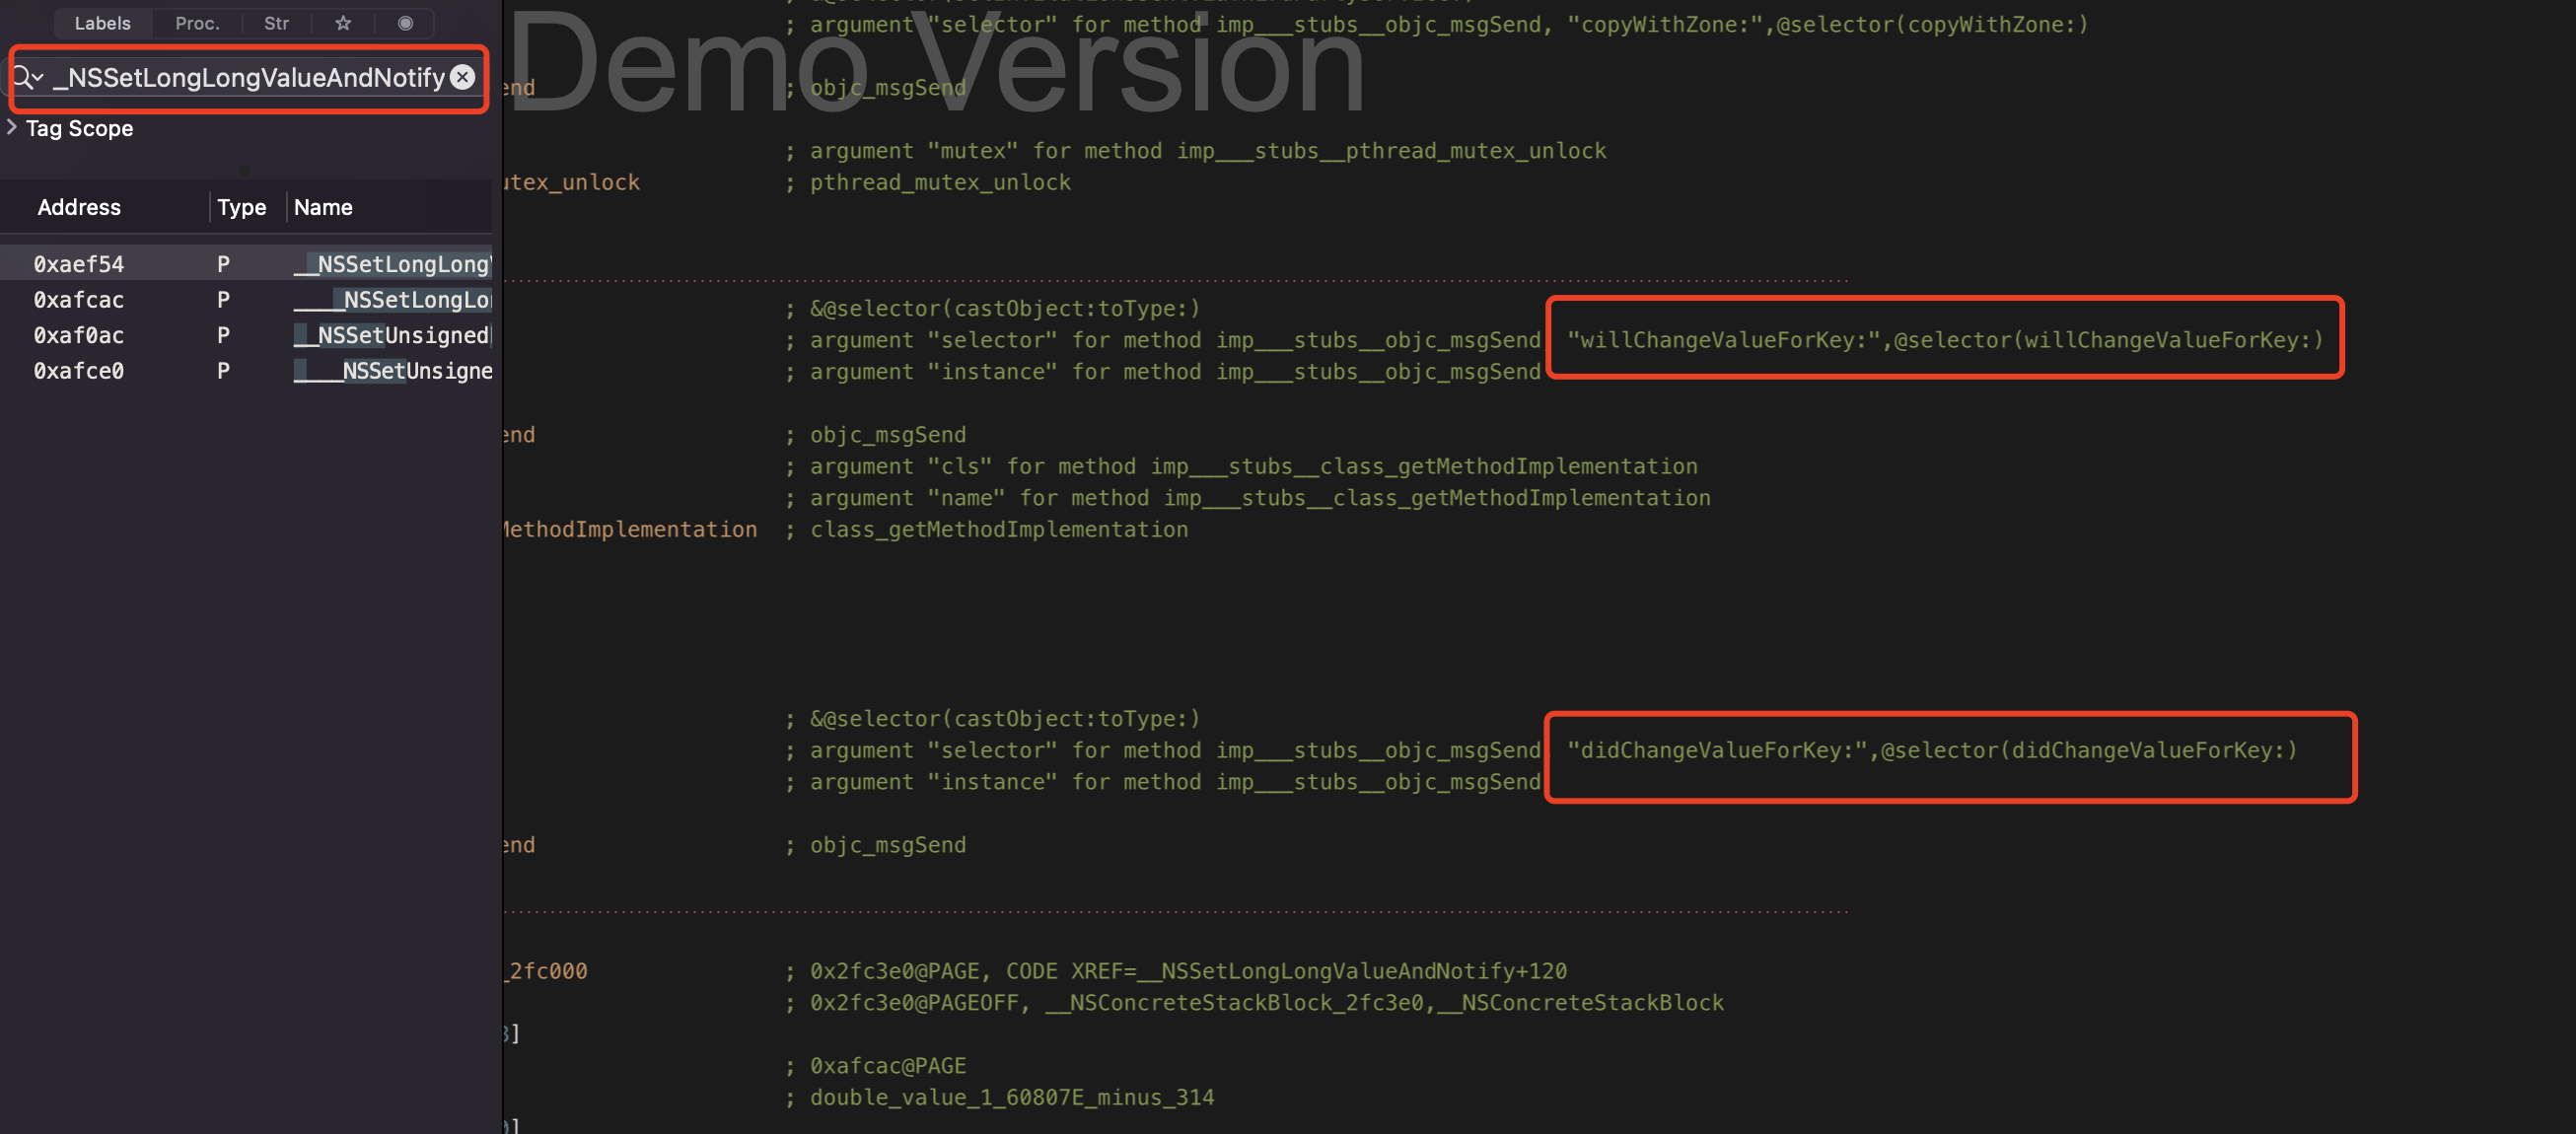 Labels Proc. Str
_NSSetLongLongValueAndNotify
Tag Scope
Address Type Name
0xaef54 P __NSSetLongLong
0xafcac P ____NSSetLongLo
0xaf0ac P __NSSetUnsigned
0xafce0 P ____NSSetUnsigne
Demo Version
; argument "selector" for method imp___stubs__objc_msgSend, "copyWithZone:",@selector(copyWithZone:)
end ; objc_msgSend
; argument "mutex" for method imp___stubs__pthread_mutex_unlock
utex_unlock ; pthread_mutex_unlock
; &@selector(castObject:toType:)
; argument "selector" for method imp___stubs__objc_msgSend "willChangeValueForKey:",@selector(willChangeValueForKey:)
; argument "instance" for method imp___stubs__objc_msgSend
end ; objc_msgSend
; argument "cls" for method imp___stubs__class_getMethodImplementation
; argument "name" for method imp___stubs__class_getMethodImplementation
MethodImplementation ; class_getMethodImplementation
; &@selector(castObject:toType:)
; argument "selector" for method imp___stubs__objc_msgSend "didChangeValueForKey:",@selector(didChangeValueForKey:)
; argument "instance" for method imp___stubs__objc_msgSend
end ; objc_msgSend
_2fc000 ; 0x2fc3e0@PAGE, CODE XREF=__NSSetLongLongValueAndNotify+120
; 0x2fc3e0@PAGEOFF, __NSConcreteStackBlock_2fc3e0,__NSConcreteStackBlock
]
; 0xafcac@PAGE
; double_value_1_60807E_minus_314
]